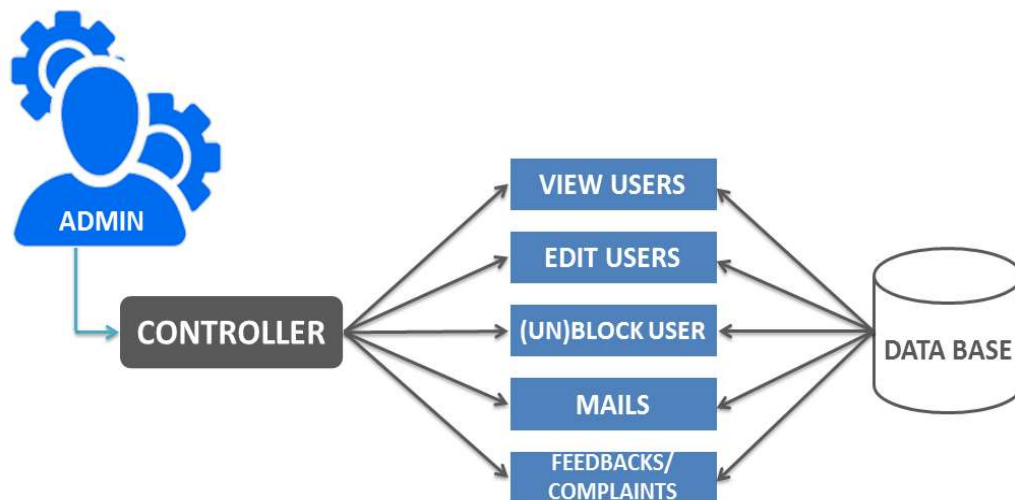 ADMIN
CONTROLLER
VIEW USERS
EDIT USERS
(UN)BLOCK USER
MAILS
FEEDBACKS/
COMPLAINTS
DATA BASE